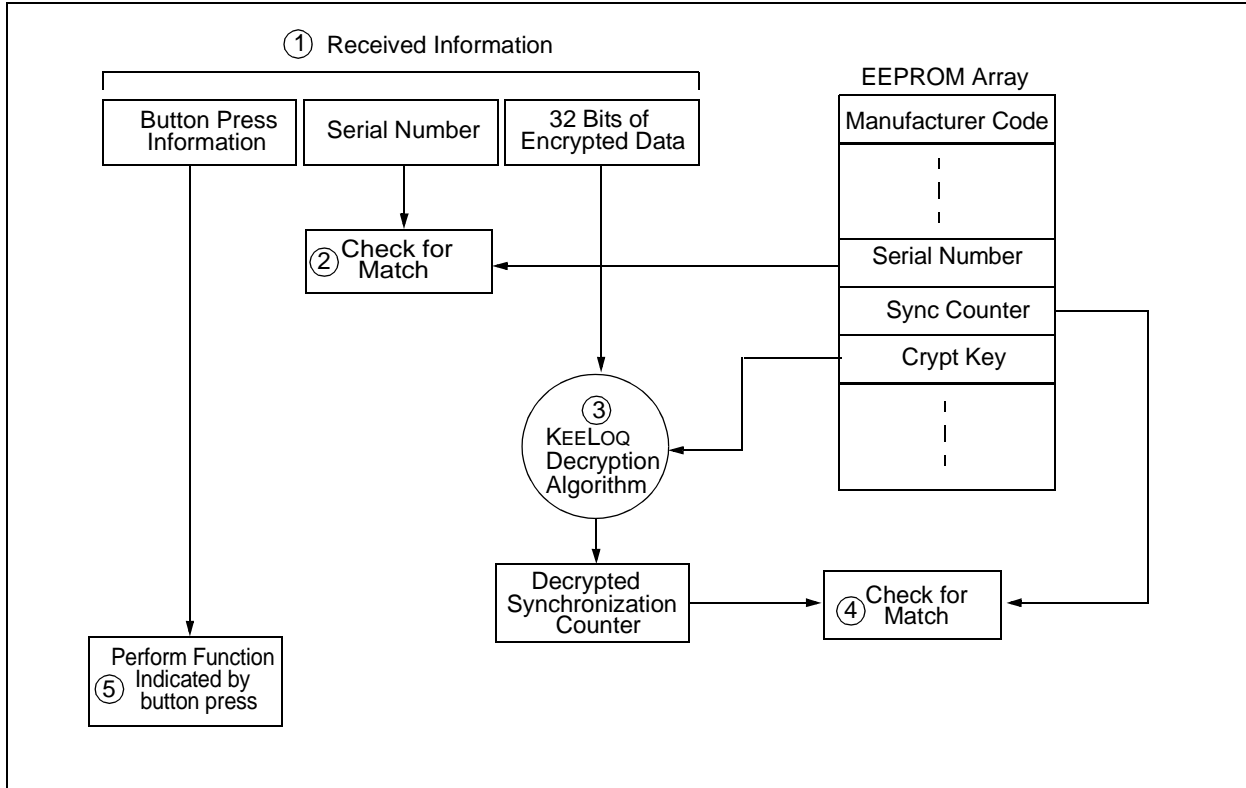 1 Received Information
EEPROM Array
Button Press
Information
Serial Number
32 Bits of
Encrypted Data
Manufacturer Code
Serial Number
Sync Counter
Crypt Key
2 Check for
Match
3
KEELOQ
Decryption
Algorithm
Decrypted
Synchronization
Counter
4 Check for
Match
Perform Function
5 Indicated by
button press